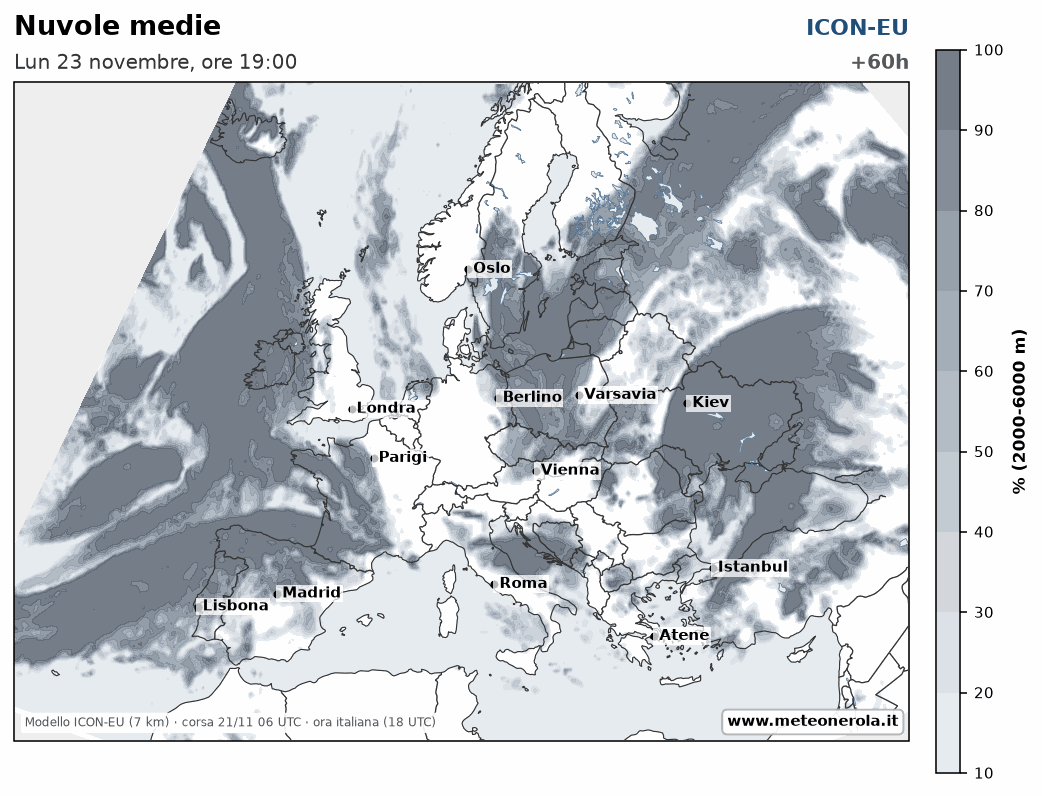 Nuvole medie
ICON-EU
Lun 23 novembre, ore 19:00
+60h
100
90
80
70
60
50
40
30
20
10
% (2000-6000 m)
Oslo
Londra
Berlino
Varsavia
Kiev
Parigi
Vienna
Istanbul
Roma
Madrid
Lisbona
Atene
Modello ICON-EU (7 km) · corsa 21/11 06 UTC · ora italiana (18 UTC)
www.meteonerola.it